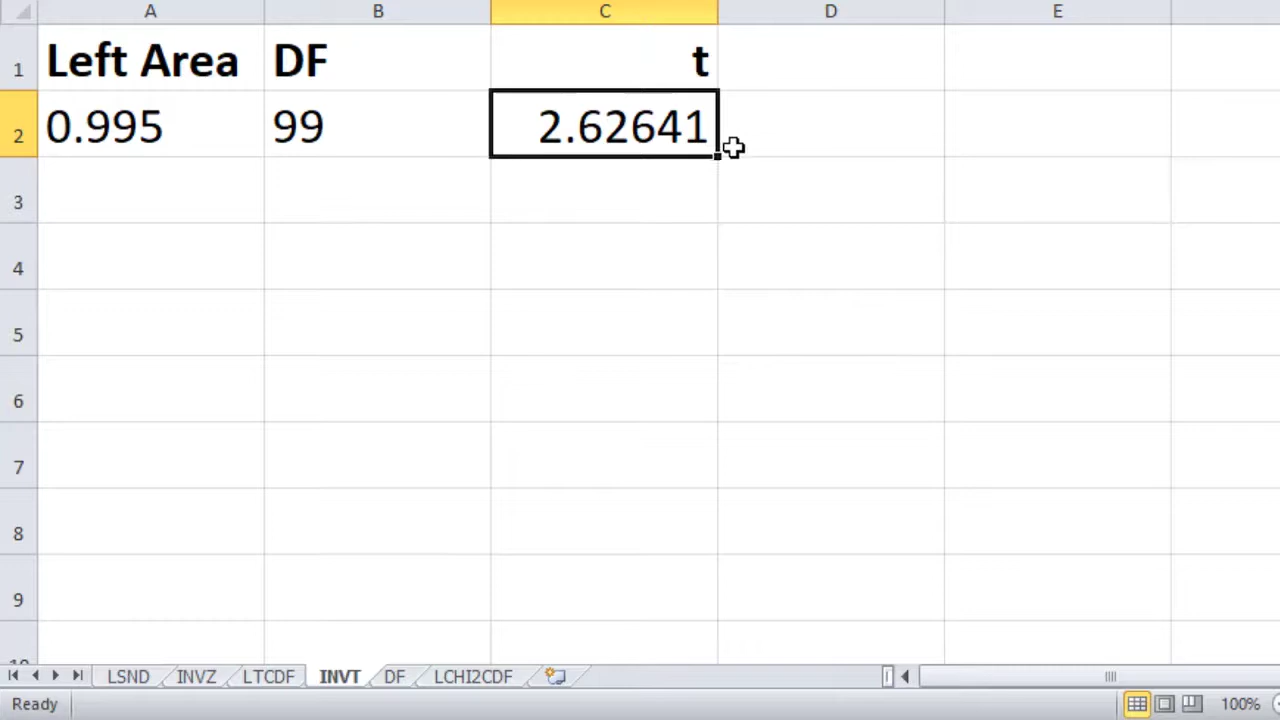 A B C D E
1 Left Area DF t
2 0.995 99 2.62641
3
4
5
6
7
8
9
LSND INVZ LTCDF INVT DF LCHI2CDF
Ready 100%